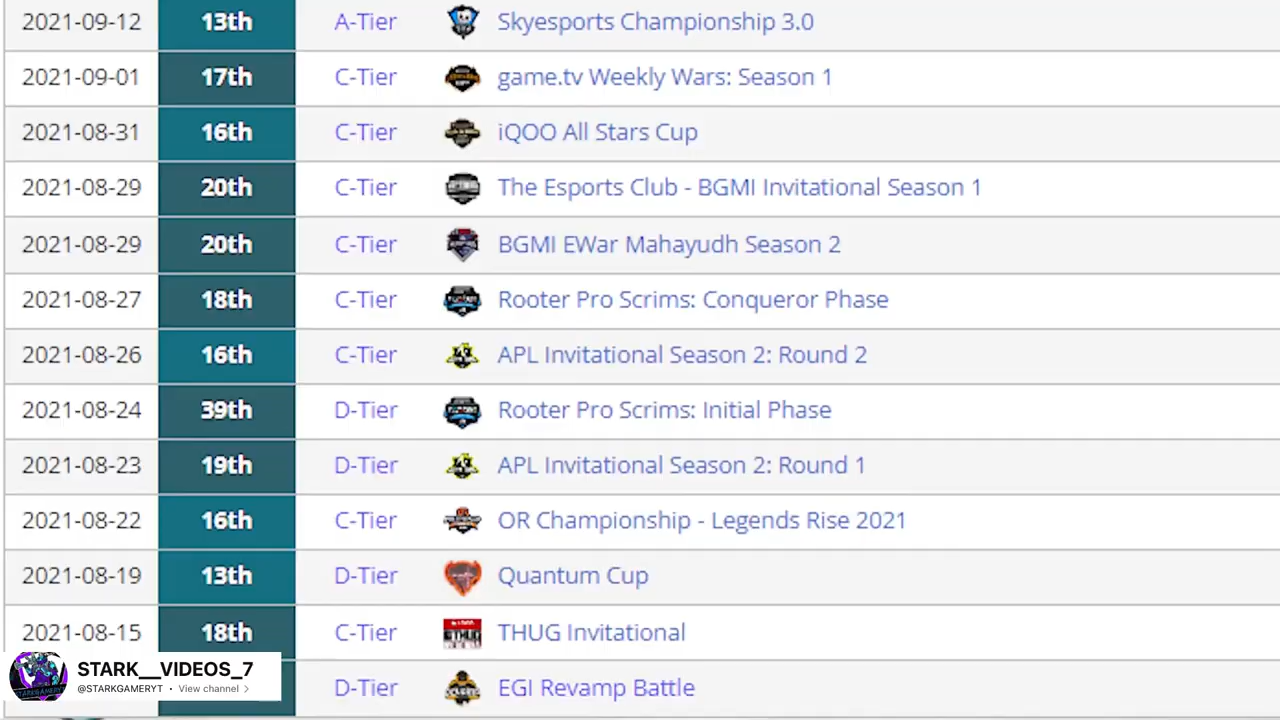 2021-09-12 13th A-Tier Skyesports Championship 3.0
2021-09-01 17th C-Tier game.tv Weekly Wars: Season 1
2021-08-31 16th C-Tier iQOO All Stars Cup
2021-08-29 20th C-Tier The Esports Club - BGMI Invitational Season 1
2021-08-29 20th C-Tier BGMI EWar Mahayudh Season 2
2021-08-27 18th C-Tier Rooter Pro Scrims: Conqueror Phase
2021-08-26 16th C-Tier APL Invitational Season 2: Round 2
2021-08-24 39th D-Tier Rooter Pro Scrims: Initial Phase
2021-08-23 19th D-Tier APL Invitational Season 2: Round 1
2021-08-22 16th C-Tier OR Championship - Legends Rise 2021
2021-08-19 13th D-Tier Quantum Cup
2021-08-15 18th C-Tier THUG Invitational
D-Tier EGI Revamp Battle
STARK__VIDEOS_7
@STARKGAMERYT • View channel >